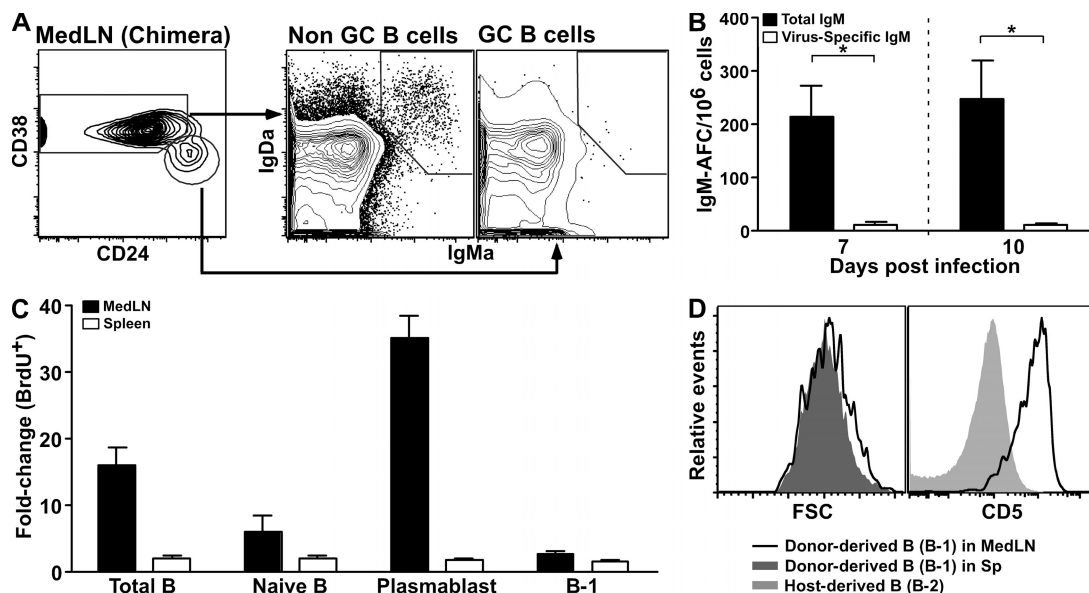 A
MedLN (Chimera)
Non GC B cells
GC B cells
CD38
CD24
IgDa
IgMa
B
Total IgM
Virus-Specific IgM
IgM-AFC/10⁶ cells
400
300
200
100
0
*
*
7
10
Days post infection
C
MedLN
Spleen
Fold-change (BrdU⁺)
40
30
20
10
0
Total B
Naive B
Plasmablast
B-1
D
Relative events
FSC
CD5
Donor-derived B (B-1) in MedLN
Donor-derived B (B-1) in Sp
Host-derived B (B-2)